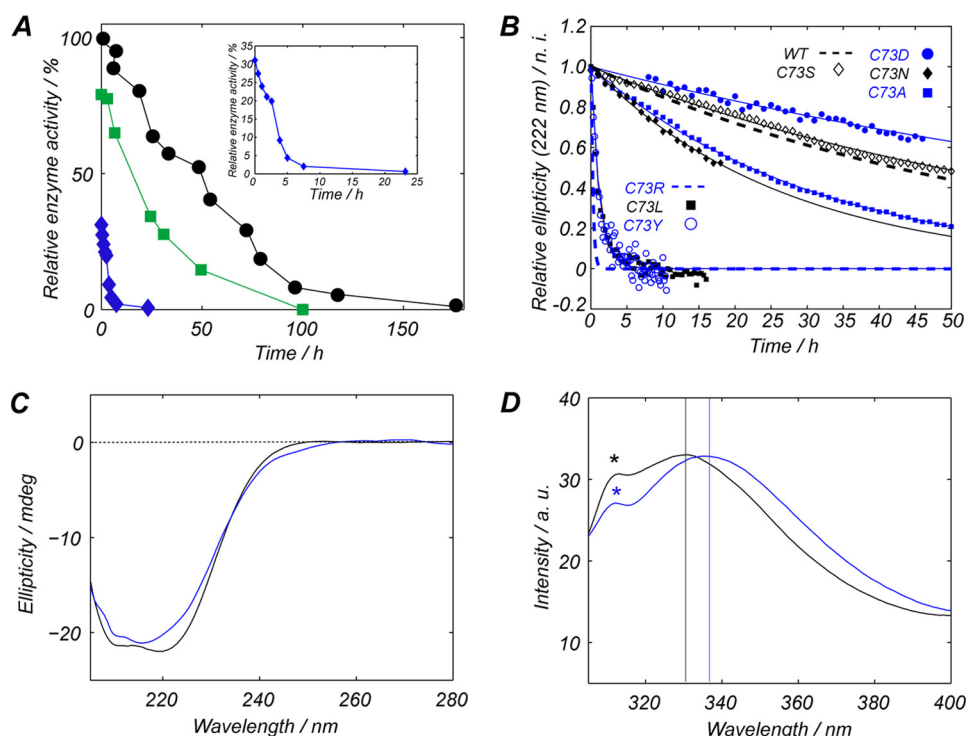 A
Relative enzyme activity / %
100
50
0
0
50
100
150
Time / h
Relative enzyme activity / %
35
30
25
20
15
10
5
0
0 5 10 15 20 25
Time / h
B
Relative ellipticity (222 nm) / n. i.
1.2
1.0
0.8
0.6
0.4
0.2
0
-0.2
WT
C73S
C73D
C73N
C73A
C73R
C73L
C73Y
0 5 10 15 20 25 30 35 40 45 50
Time / h
C
Ellipticity / mdeg
0
−10
−20
220 240 260 280
Wavelength / nm
D
Intensity / a. u.
40
30
20
10
*
*
320 340 360 380 400
Wavelength / nm